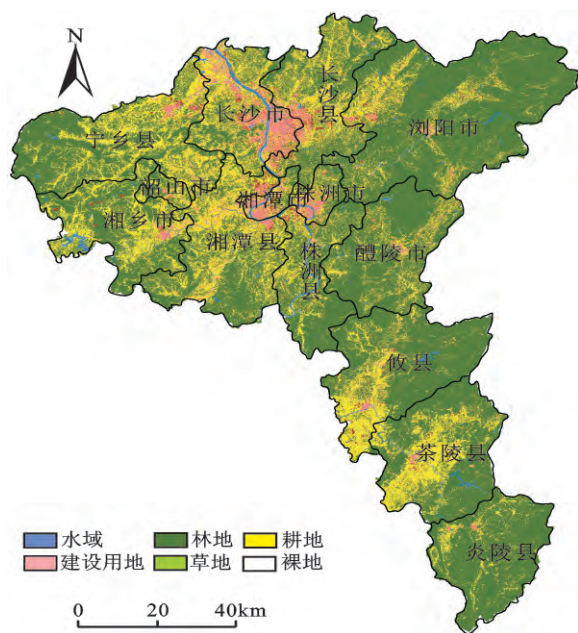 N
长沙市
长沙县
浏阳市
宁乡县
韶山市
湘乡市
湘潭市
株洲市
湘潭县
株洲县
醴陵市
攸县
茶陵县
炎陵县
水域 林地 耕地
建设用地 草地 裸地
0 20 40km